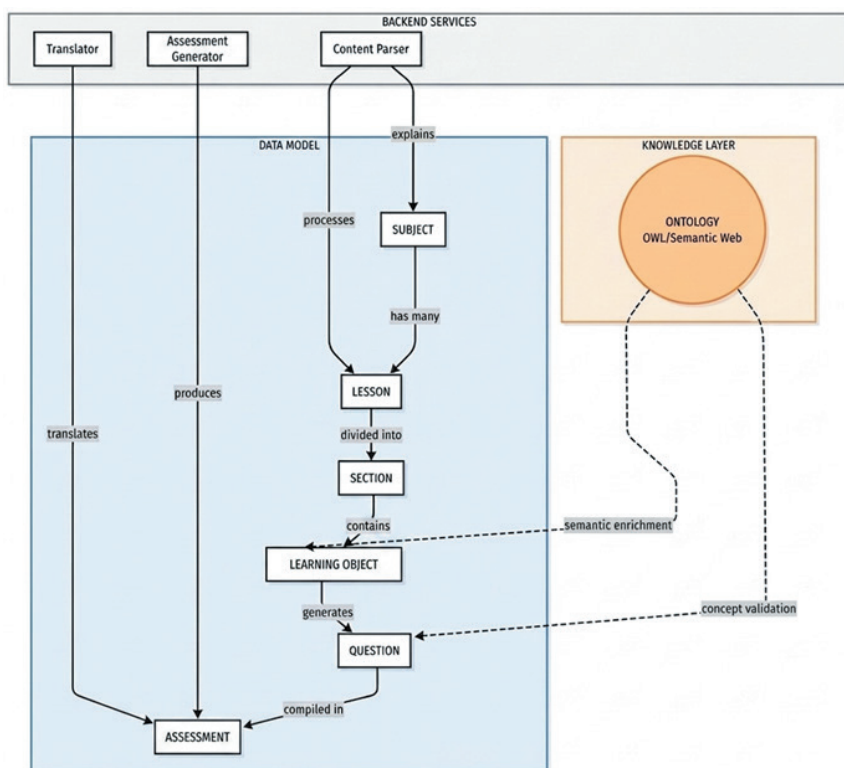 BACKEND SERVICES
Translator
Assessment
Generator
Content Parser
explains
DATA MODEL
KNOWLEDGE LAYER
processes
SUBJECT
ONTOLOGY
OWL/Semantic Web
has many
LESSON
produces
translates
divided into
SECTION
contains
semantic enrichment
LEARNING OBJECT
generates
concept validation
QUESTION
compiled in
ASSESSMENT